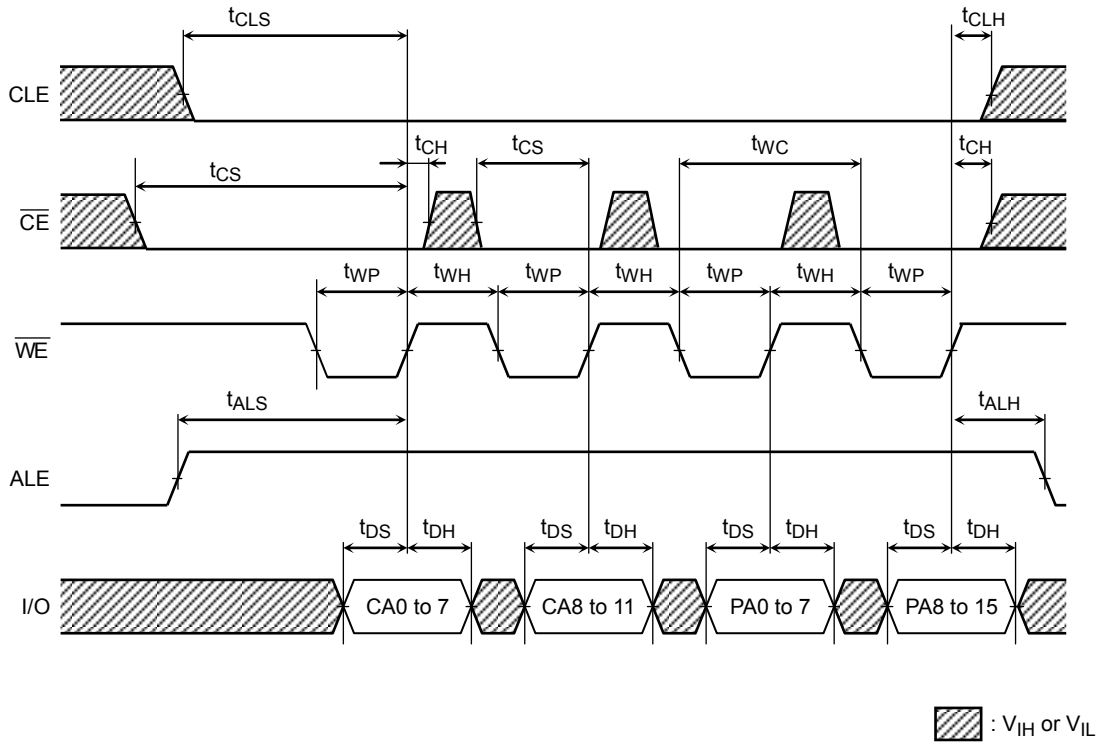 tCLS tCLH
CLE
tCH tCS tWC tCH
tCS
CE
tWP tWH tWP tWH tWP tWH tWP
WE
tALS tALH
ALE
tDS tDH tDS tDH tDS tDH tDS tDH
I/O CA0 to 7 CA8 to 11 PA0 to 7 PA8 to 15
: VIH or VIL